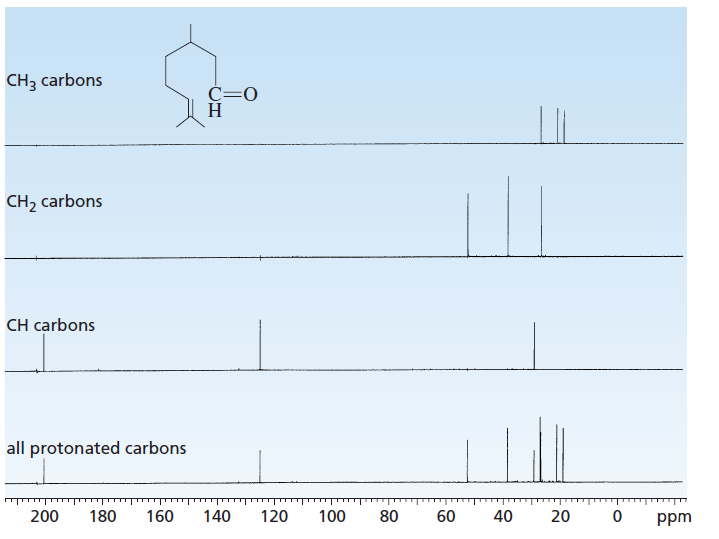 CH₃ carbons
C=O
H
CH₂ carbons
CH carbons
all protonated carbons
200 180 160 140 120 100 80 60 40 20 0 ppm